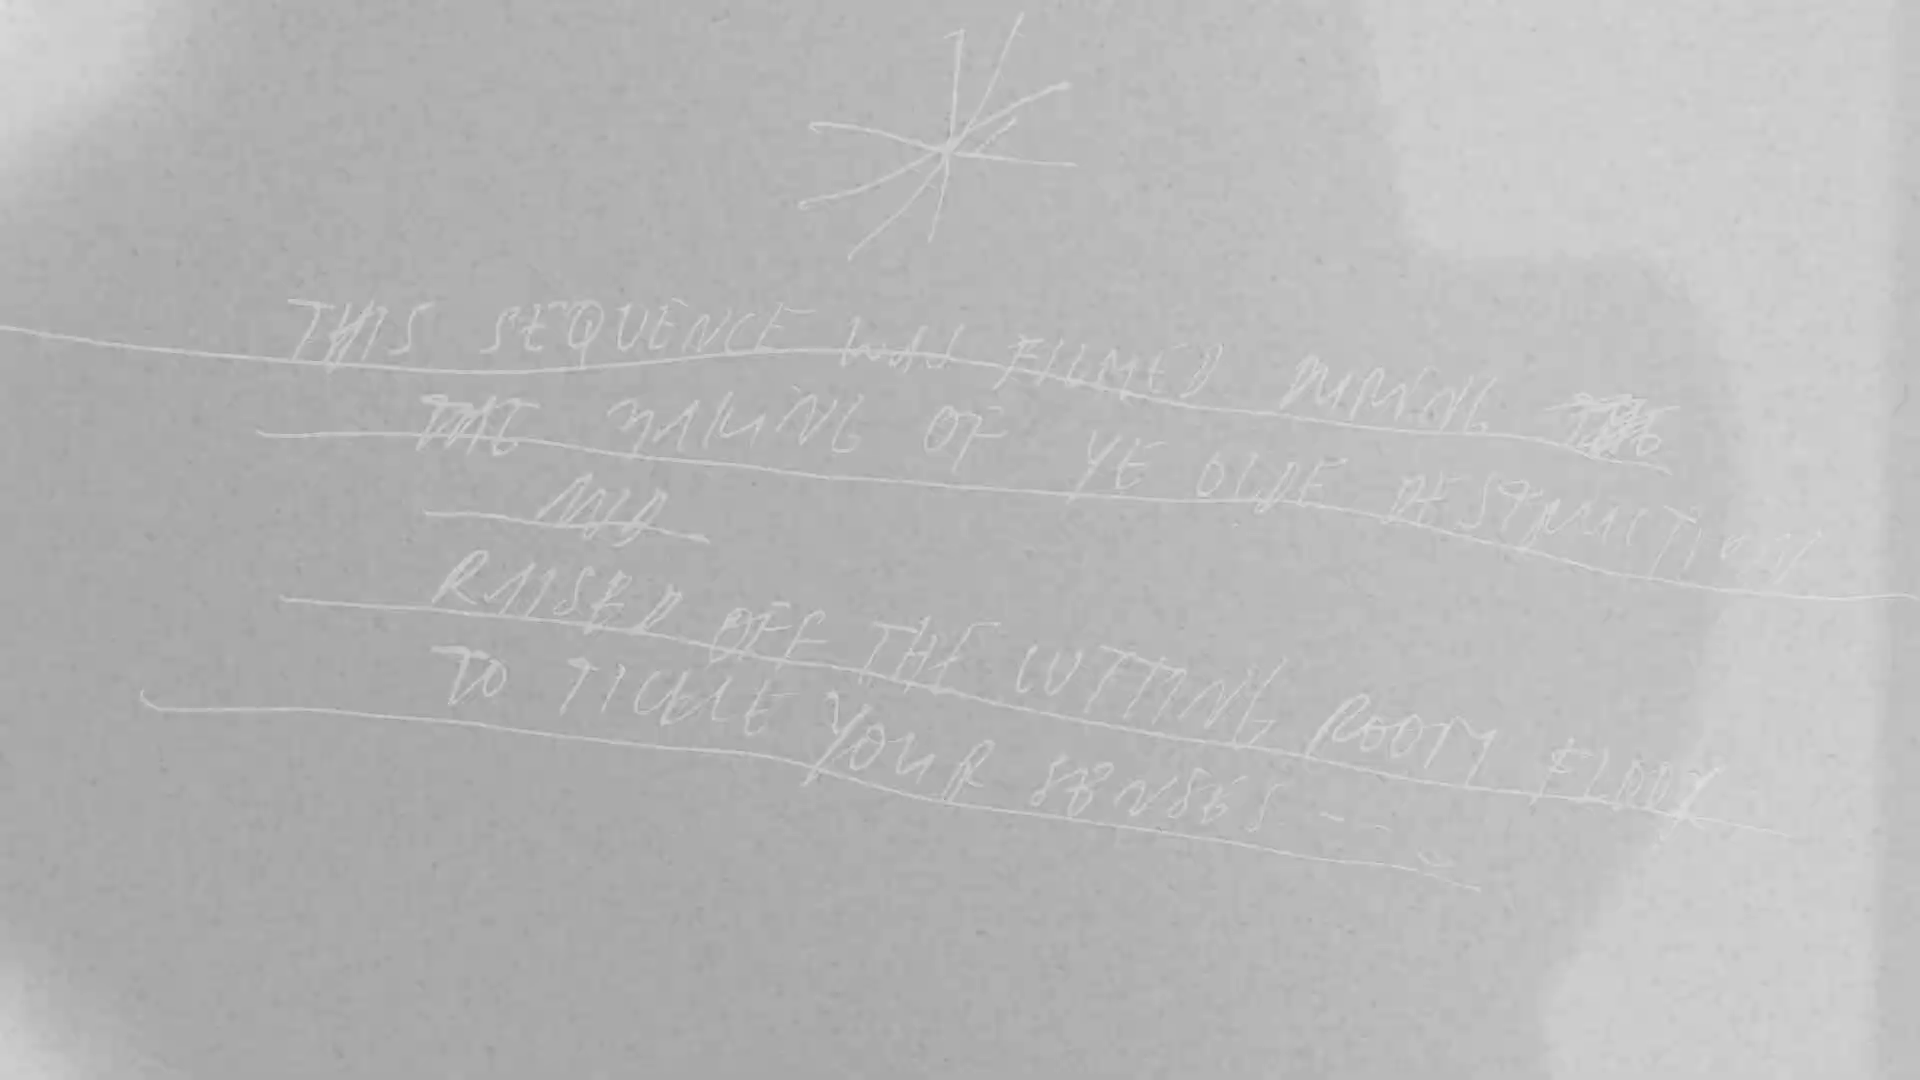 THIS SEQUENCE WAS FILMED DURING
THE MAKING OF YE OLDE DESTRUCTION
AND
RAISED OFF THE CUTTING ROOM FLOOR
TO TICKLE YOUR SENSES --